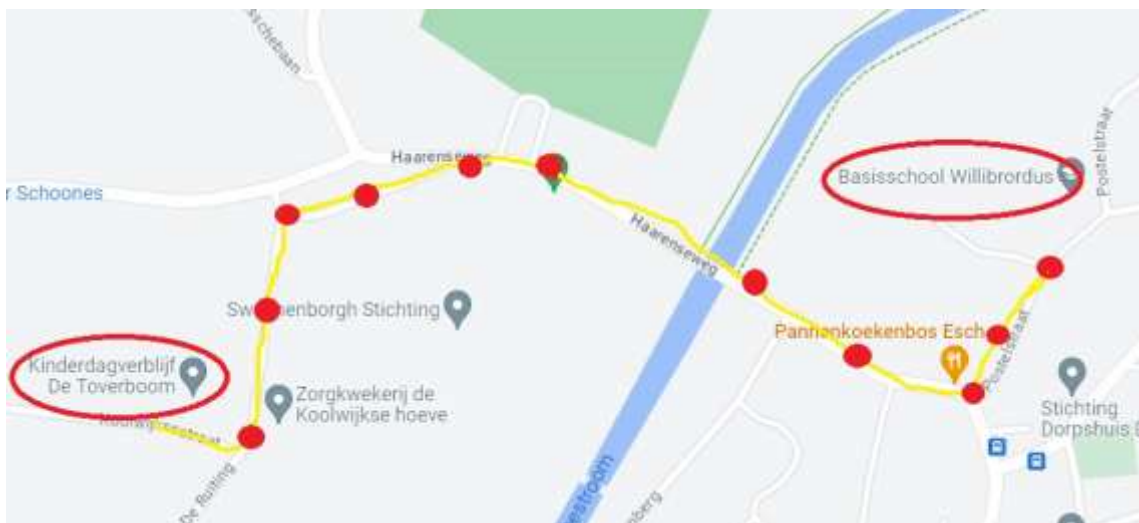 Haarenseweg
Schoones
Haarenseweg
Basisschool Willibrordus
Postelstraat
Stichting
Pannenkoekenbos Esch
Kinderdagverblijf
De Toverboom
Zorgkwekerij de
Koolwijkse hoeve
Postelstraat
Stichting
Dorpshuis
De Ruiting